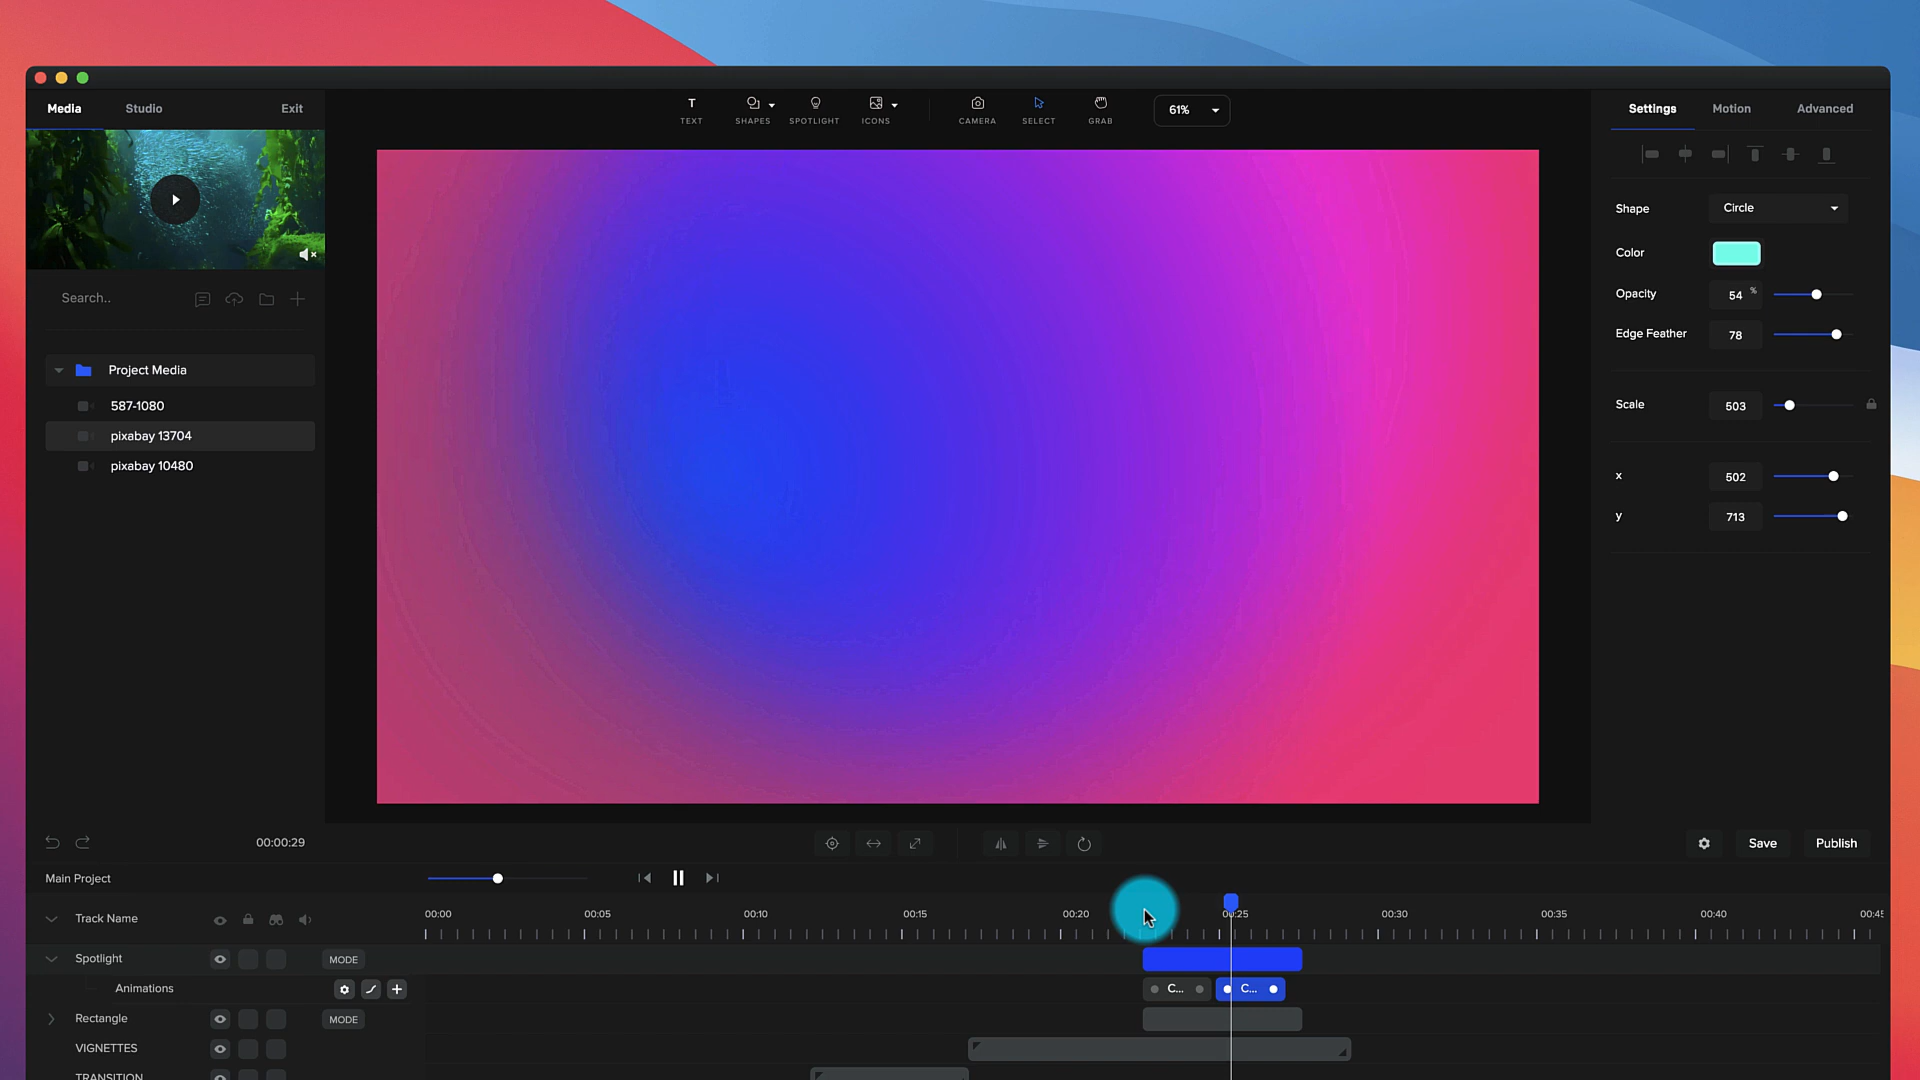 Media Studio Exit
TEXT SHAPES SPOTLIGHT ICONS CAMERA SELECT GRAB 61%
Settings Motion Advanced
Shape Circle
Color
Opacity 54 %
Edge Feather 78
Scale 503
x 502
y 713
Search..
Project Media
587-1080
pixabay 13704
pixabay 10480
00:00:29
Save Publish
Main Project
Track Name
00:00 00:05 00:10 00:15 00:20 00:25 00:30 00:35 00:40 00:45
Spotlight MODE
Animations C... C...
Rectangle MODE
VIGNETTES
TRANSITION